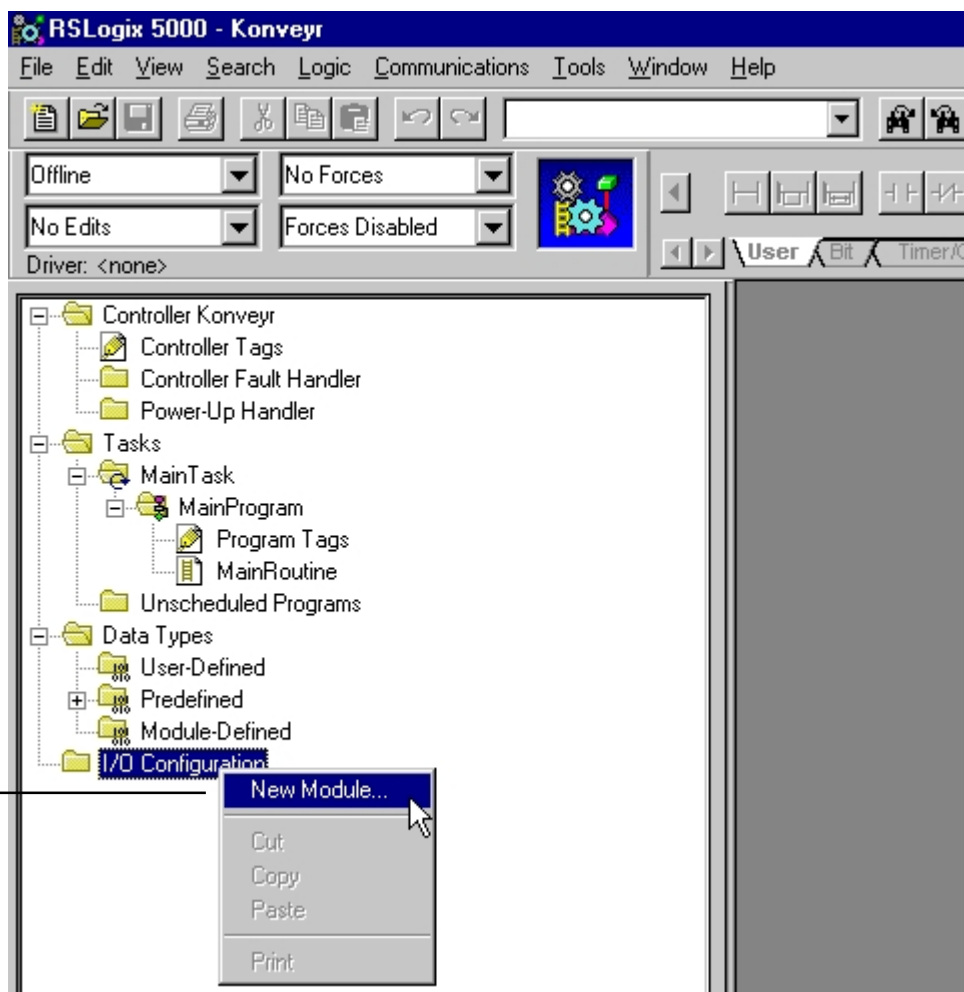 RSLogix 5000 - Konveyr
File Edit View Search Logic Communications Tools Window Help
Offline No Forces
No Edits Forces Disabled
Driver: <none>
User Bit Timer/C
Controller Konveyr
Controller Tags
Controller Fault Handler
Power-Up Handler
Tasks
MainTask
MainProgram
Program Tags
MainRoutine
Unscheduled Programs
Data Types
User-Defined
Predefined
Module-Defined
I/O Configuration
New Module...
Cut
Copy
Paste
Print